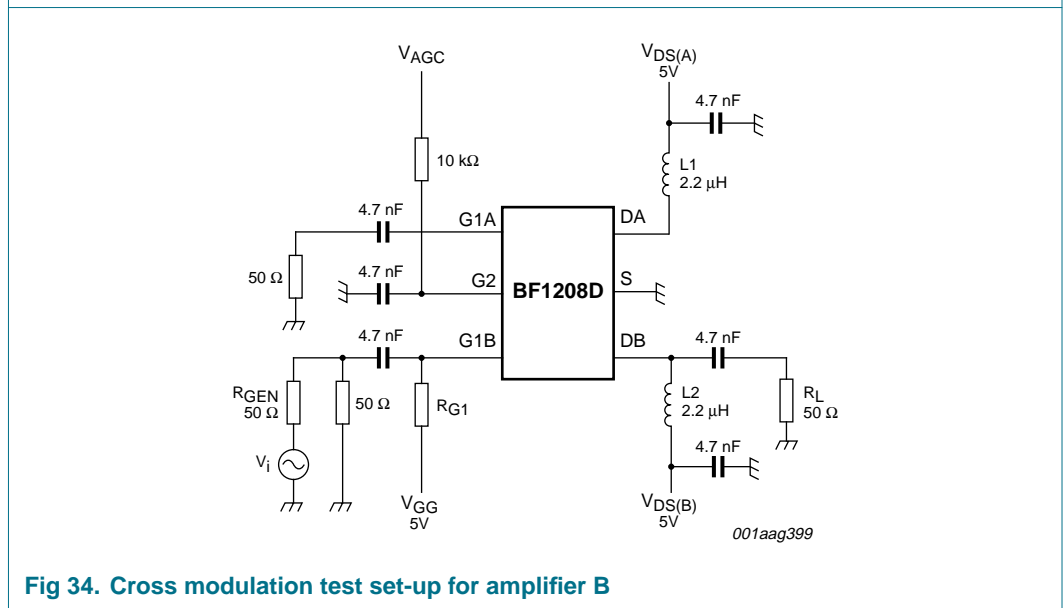 VAGC
VDS(A)
5V
4.7 nF
10 kΩ
L1
2.2 μH
4.7 nF
G1A
DA
50 Ω
4.7 nF
G2
BF1208D
S
4.7 nF
G1B
DB
4.7 nF
RGEN
50 Ω
50 Ω
RG1
L2
2.2 μH
RL
50 Ω
Vi
4.7 nF
VGG
5V
VDS(B)
5V
001aag399
Fig 34. Cross modulation test set-up for amplifier B